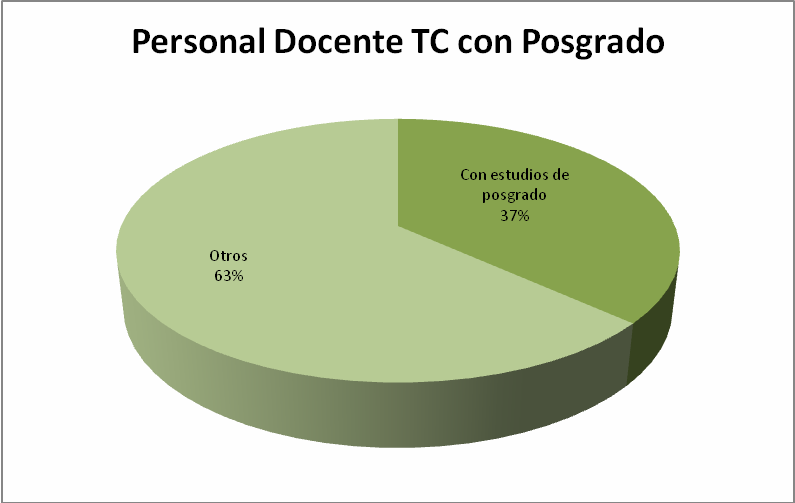 Personal Docente TC con Posgrado
Con estudios de
posgrado
37%
Otros
63%